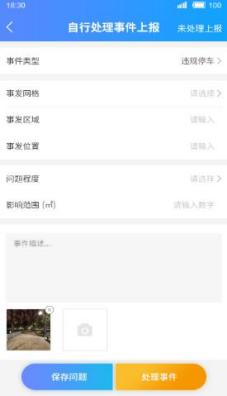 18:30 100
自行处理事件上报 未处理上报
事件类型 违规停车
事发网格 请选择
事发区域 请输入
事发位置 请输入
问题程度 请选择
影响范围 (㎡) 请输入数字
事件描述...
保存问题 处理事件